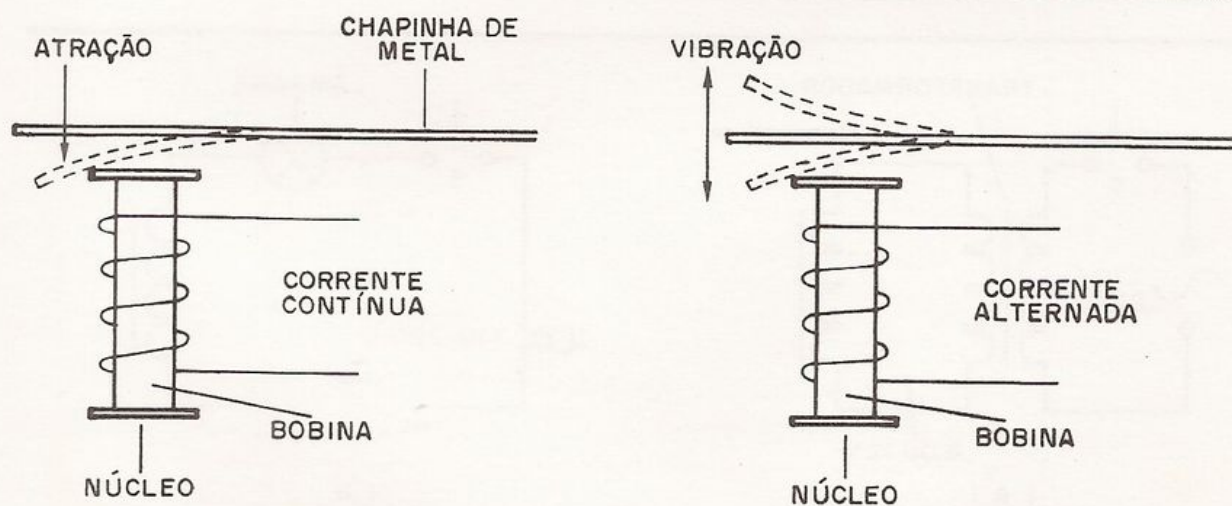 ATRAÇÃO
CHAPINHA DE
METAL
CORRENTE
CONTÍNUA
BOBINA
NÚCLEO
VIBRAÇÃO
CORRENTE
ALTERNADA
BOBINA
NÚCLEO